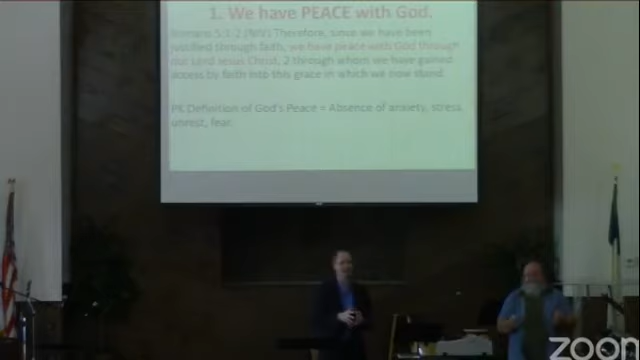 1. We have PEACE with God.
Romans 5:1-2 (NIV) Therefore, since we have been
justified through faith, we have peace with God through
our Lord Jesus Christ, 2 through whom we have gained
access by faith into this grace in which we now stand.
PK Definition of God's Peace = Absence of anxiety, stress
unrest, fear.
zoom